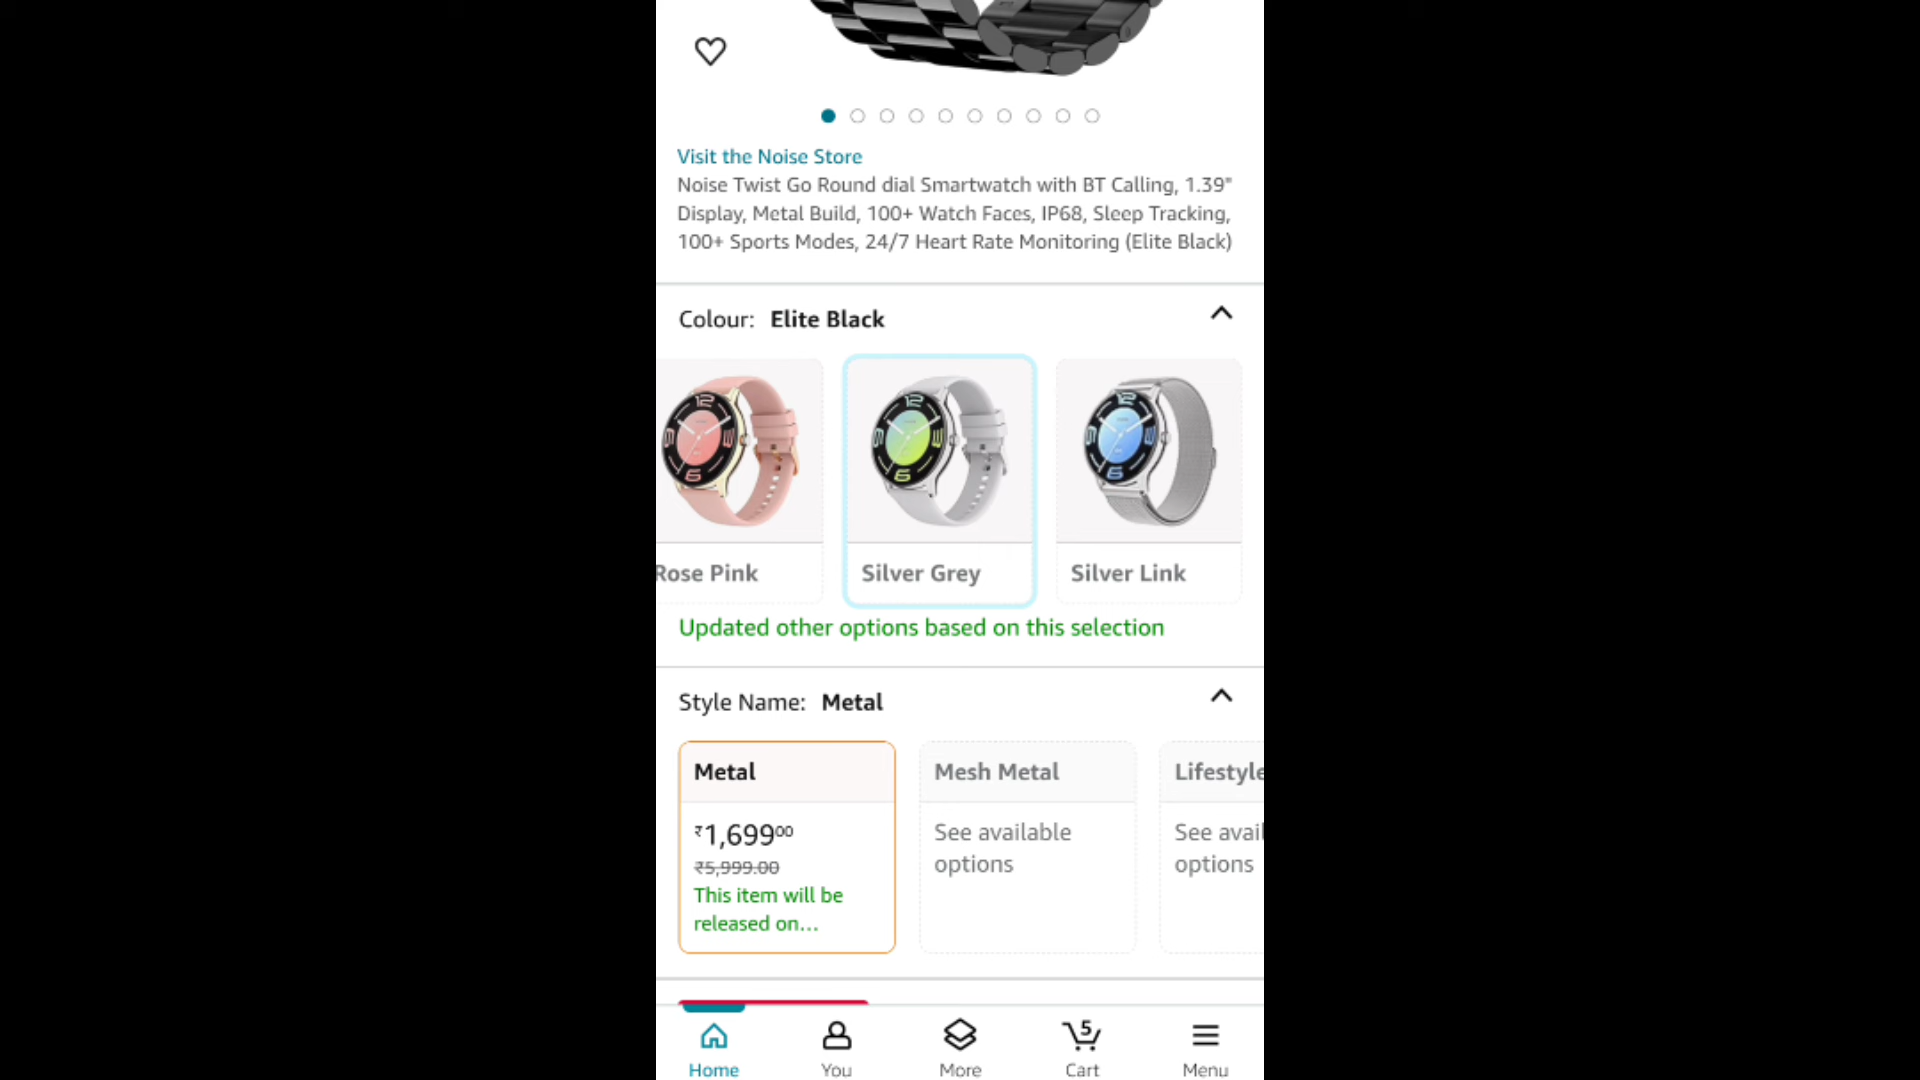 Visit the Noise Store
Noise Twist Go Round dial Smartwatch with BT Calling, 1.39"
Display, Metal Build, 100+ Watch Faces, IP68, Sleep Tracking,
100+ Sports Modes, 24/7 Heart Rate Monitoring (Elite Black)
Colour: Elite Black
Rose Pink
Silver Grey
Silver Link
Updated other options based on this selection
Style Name: Metal
Metal
₹1,69900
₹5,999.00
This item will be
released on...
Mesh Metal
See available
options
Lifestyle
See avail
options
5
Home
You
More
Cart
Menu